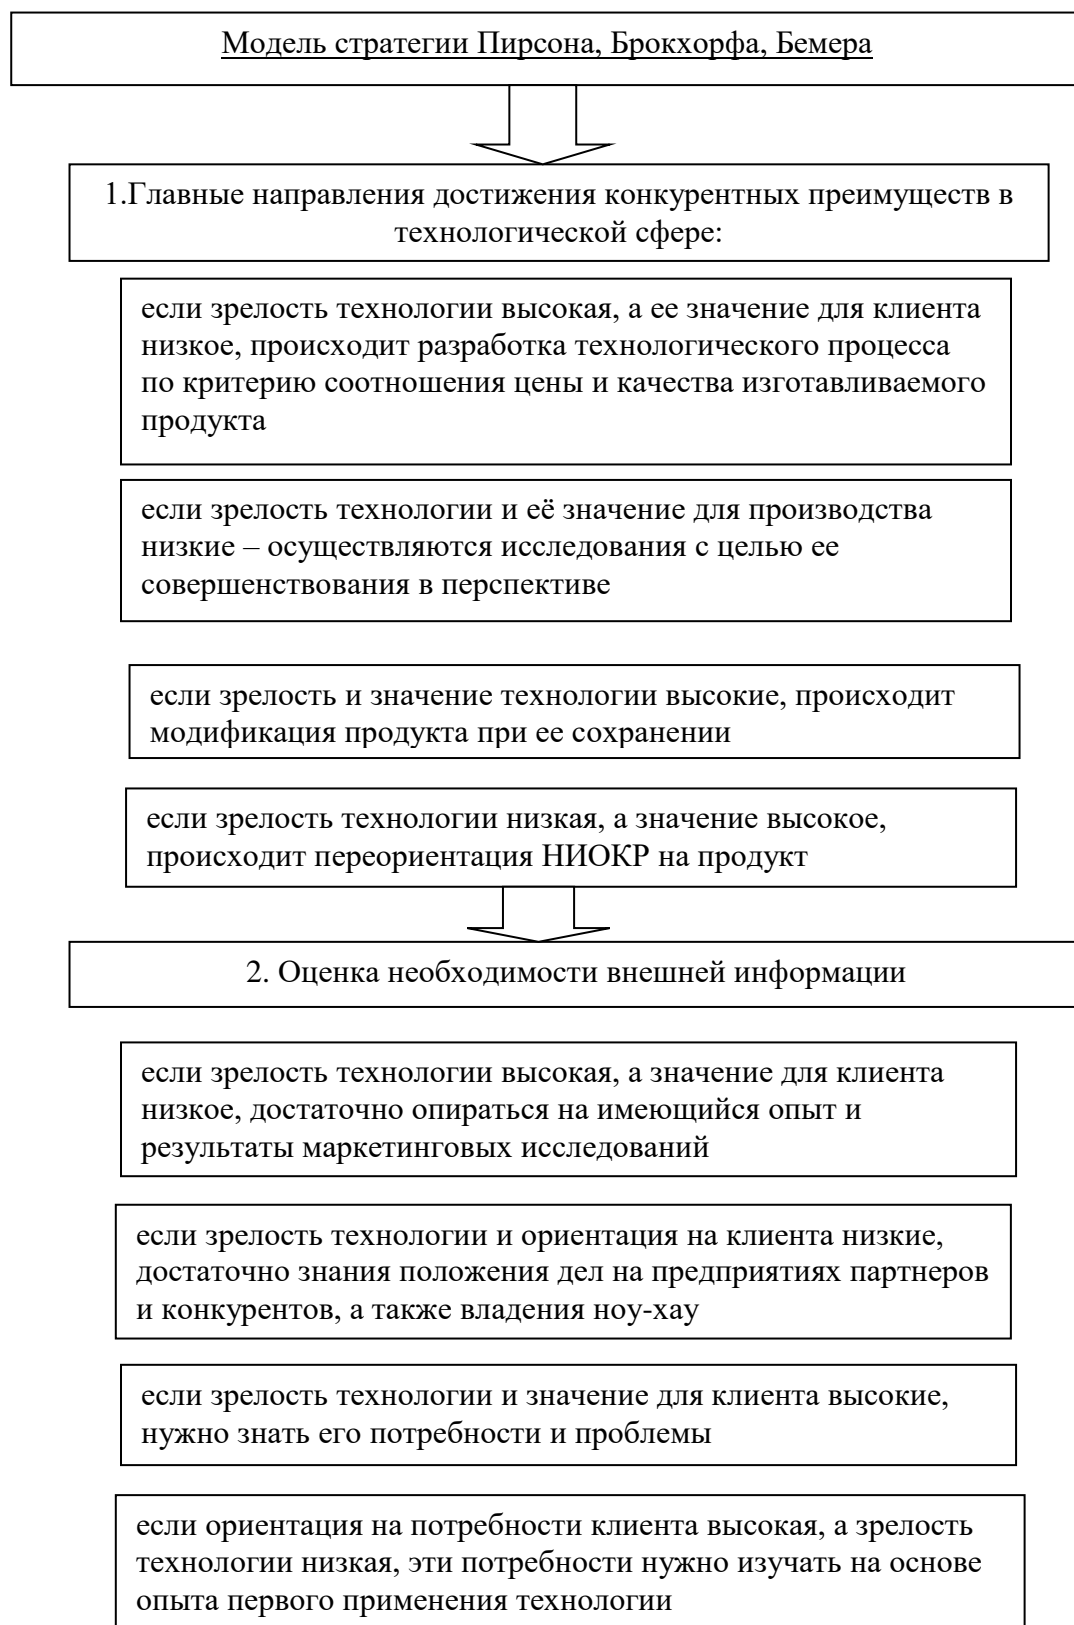 Модель стратегии Пирсона, Брокхорфа, Бемера
1.Главные направления достижения конкурентных преимуществ в
технологической сфере:
если зрелость технологии высокая, а ее значение для клиента
низкое, происходит разработка технологического процесса
по критерию соотношения цены и качества изготавливаемого
продукта
если зрелость технологии и её значение для производства
низкие – осуществляются исследования с целью ее
совершенствования в перспективе
если зрелость и значение технологии высокие, происходит
модификация продукта при ее сохранении
если зрелость технологии низкая, а значение высокое,
происходит переориентация НИОКР на продукт
2. Оценка необходимости внешней информации
если зрелость технологии высокая, а значение для клиента
низкое, достаточно опираться на имеющийся опыт и
результаты маркетинговых исследований
если зрелость технологии и ориентация на клиента низкие,
достаточно знания положения дел на предприятиях партнеров
и конкурентов, а также владения ноу-хау
если зрелость технологии и значение для клиента высокие,
нужно знать его потребности и проблемы
если ориентация на потребности клиента высокая, а зрелость
технологии низкая, эти потребности нужно изучать на основе
опыта первого применения технологии